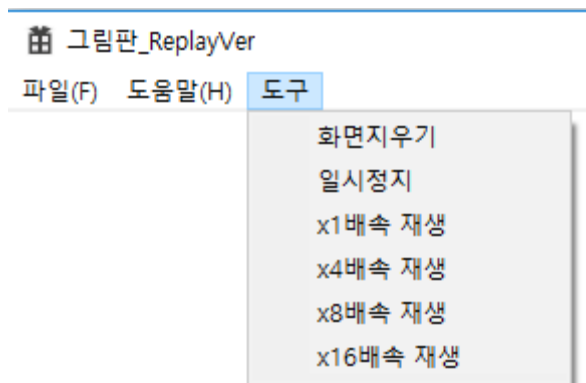 그림판_ReplayVer
파일(F) 도움말(H) 도구
화면지우기
일시정지
x1배속 재생
x4배속 재생
x8배속 재생
x16배속 재생